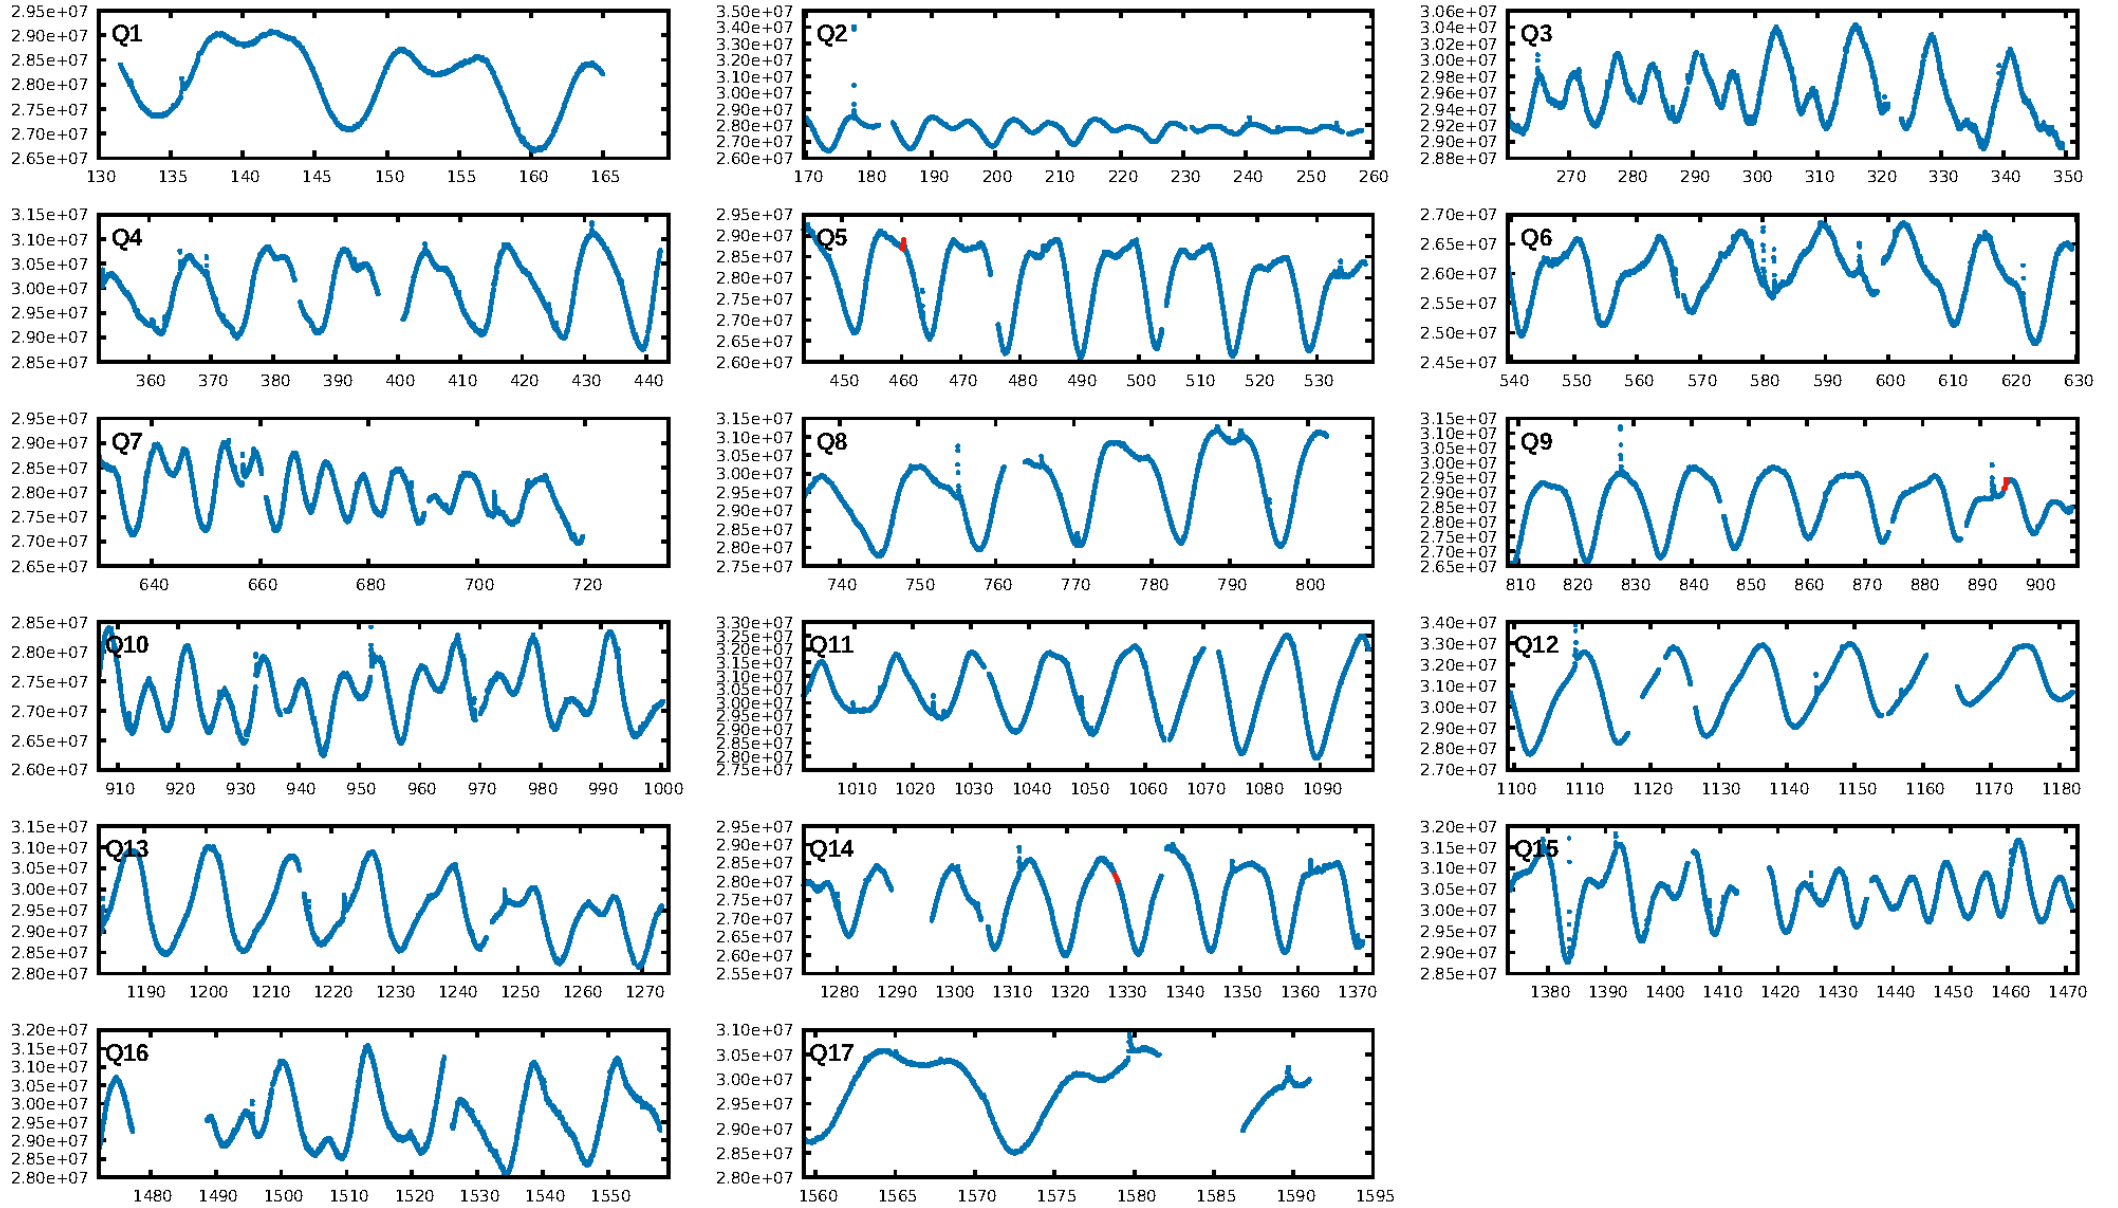 Q1
2.95e+07
2.90e+07
2.85e+07
2.80e+07
2.75e+07
2.70e+07
2.65e+07
130 135 140 145 150 155 160 165
Q2
3.50e+07
3.40e+07
3.30e+07
3.20e+07
3.10e+07
3.00e+07
2.90e+07
2.80e+07
2.70e+07
2.60e+07
170 180 190 200 210 220 230 240 250 260
Q3
3.06e+07
3.04e+07
3.02e+07
3.00e+07
2.98e+07
2.96e+07
2.94e+07
2.92e+07
2.90e+07
2.88e+07
270 280 290 300 310 320 330 340 350
Q4
3.15e+07
3.10e+07
3.05e+07
3.00e+07
2.95e+07
2.90e+07
2.85e+07
360 370 380 390 400 410 420 430 440
Q5
2.95e+07
2.90e+07
2.85e+07
2.80e+07
2.75e+07
2.70e+07
2.65e+07
2.60e+07
450 460 470 480 490 500 510 520 530
Q6
2.70e+07
2.65e+07
2.60e+07
2.55e+07
2.50e+07
2.45e+07
540 550 560 570 580 590 600 610 620 630
Q7
2.95e+07
2.90e+07
2.85e+07
2.80e+07
2.75e+07
2.70e+07
2.65e+07
640 660 680 700 720
Q8
3.15e+07
3.10e+07
3.05e+07
3.00e+07
2.95e+07
2.90e+07
2.85e+07
2.80e+07
2.75e+07
740 750 760 770 780 790 800
Q9
3.15e+07
3.10e+07
3.05e+07
3.00e+07
2.95e+07
2.90e+07
2.85e+07
2.80e+07
2.75e+07
2.70e+07
2.65e+07
810 820 830 840 850 860 870 880 890 900
Q10
2.85e+07
2.80e+07
2.75e+07
2.70e+07
2.65e+07
2.60e+07
910 920 930 940 950 960 970 980 990 1000
Q11
3.30e+07
3.25e+07
3.20e+07
3.15e+07
3.10e+07
3.05e+07
3.00e+07
2.95e+07
2.90e+07
2.85e+07
2.80e+07
2.75e+07
1010 1020 1030 1040 1050 1060 1070 1080 1090
Q12
3.40e+07
3.30e+07
3.20e+07
3.10e+07
3.00e+07
2.90e+07
2.80e+07
2.70e+07
1100 1110 1120 1130 1140 1150 1160 1170 1180
Q13
3.15e+07
3.10e+07
3.05e+07
3.00e+07
2.95e+07
2.90e+07
2.85e+07
2.80e+07
1190 1200 1210 1220 1230 1240 1250 1260 1270
Q14
2.95e+07
2.90e+07
2.85e+07
2.80e+07
2.75e+07
2.70e+07
2.65e+07
2.60e+07
2.55e+07
1280 1290 1300 1310 1320 1330 1340 1350 1360 1370
Q15
3.20e+07
3.15e+07
3.10e+07
3.05e+07
3.00e+07
2.95e+07
2.90e+07
2.85e+07
1380 1390 1400 1410 1420 1430 1440 1450 1460 1470
Q16
3.20e+07
3.15e+07
3.10e+07
3.05e+07
3.00e+07
2.95e+07
2.90e+07
2.85e+07
2.80e+07
1480 1490 1500 1510 1520 1530 1540 1550
Q17
3.10e+07
3.05e+07
3.00e+07
2.95e+07
2.90e+07
2.85e+07
2.80e+07
1560 1565 1570 1575 1580 1585 1590 1595